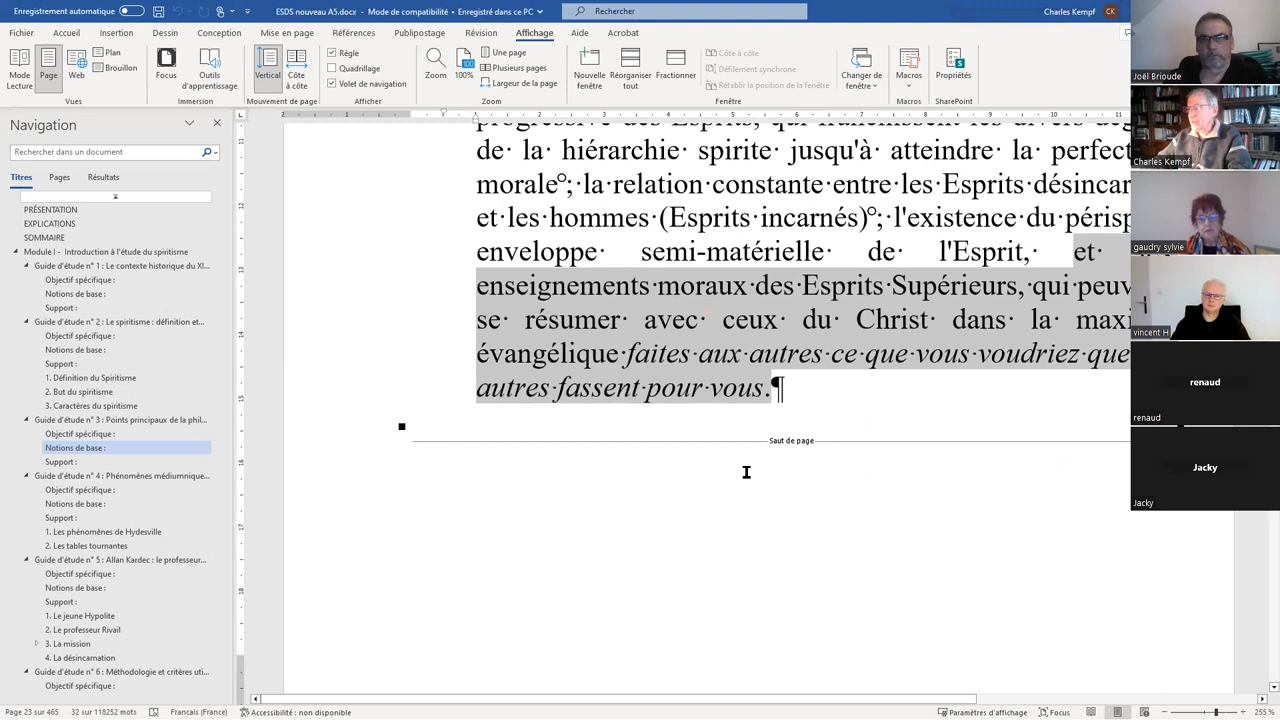 Enregistrement automatique
ESDS nouveau A5.docx - Mode de compatibilité • Enregistré dans ce PC
Rechercher
Charles Kempf
CK
Fichier Accueil Insertion Dessin Conception Mise en page Références Publipostage Révision Affichage Aide Acrobat
Mode Lecture
Page
Web
Plan
Brouillon
Vues
Focus
Outils d'apprentissage
Immersion
Vertical
Côte à côte
Mouvement de page
Règle
Quadrillage
Volet de navigation
Afficher
Zoom
100%
Une page
Plusieurs pages
Largeur de la page
Zoom
Nouvelle fenêtre
Réorganiser tout
Fractionner
Côte à côte
Défilement synchrone
Rétablir la position de la fenêtre
Fenêtre
Changer de fenêtre
Macros
Macros
Propriétés
SharePoint
Navigation
Rechercher dans un document
Titres Pages Résultats
PRÉSENTATION
EXPLICATIONS
SOMMAIRE
Module I - Introduction à l'étude du spiritisme
Guide d'étude n° 1 : Le contexte historique du XI...
Objectif spécifique :
Notions de base :
Support :
Guide d'étude n° 2 : Le spiritisme : définition et...
Objectif spécifique :
Notions de base :
Support :
1. Définition du Spiritisme
2. But du spiritisme
3. Caractères du spiritisme
Guide d'étude n° 3 : Points principaux de la phil...
Objectif spécifique :
Notions de base :
Support :
Guide d'étude n° 4 : Phénomènes médiumnique...
Objectif spécifique :
Notions de base :
Support :
1. Les phénomènes de Hydesville
2. Les tables tournantes
Guide d'étude n° 5 : Allan Kardec : le professeur...
Objectif spécifique :
Notions de base :
Support :
1. Le jeune Hypolite
2. Le professeur Rivail
3. La mission
4. La désincarnation
Guide d'étude n° 6 : Méthodologie et critères uti...
Objectif spécifique :
de la hiérarchie spirite jusqu'à atteindre la perfect
morale°; la relation constante entre les Esprits désincar
et les hommes (Esprits incarnés)°; l'existence du périsp
enveloppe semi-matérielle de l'Esprit, et
enseignements moraux des Esprits Supérieurs, qui peuv
se résumer avec ceux du Christ dans la maxi
évangélique faites aux autres ce que vous voudriez que
autres fassent pour vous.¶
Saut de page
Joël Brioude
Charles Kempf
gaudry sylvie
vincent H
renaud
renaud
Jacky
Jacky
Page 23 sur 465
32 sur 118252 mots
Français (France)
Accessibilité : non disponible
Paramètres d'affichage
Focus
255 %